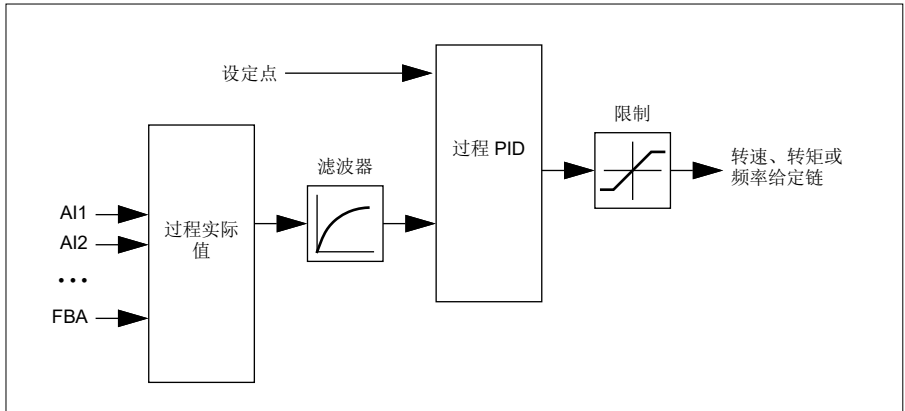 设定点
限制
过程 PID
转速、转矩或
频率给定链
滤波器
AI1
过程实际
值
AI2
•••
FBA